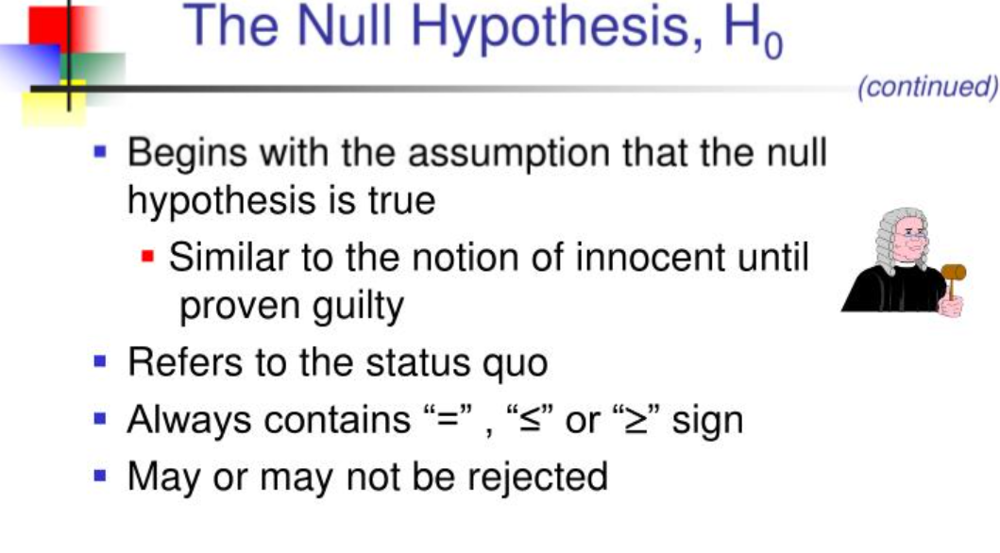 The Null Hypothesis, H₀
(continued)
Begins with the assumption that the null
hypothesis is true
Similar to the notion of innocent until
proven guilty
Refers to the status quo
Always contains “=” , “≤” or “≥” sign
May or may not be rejected